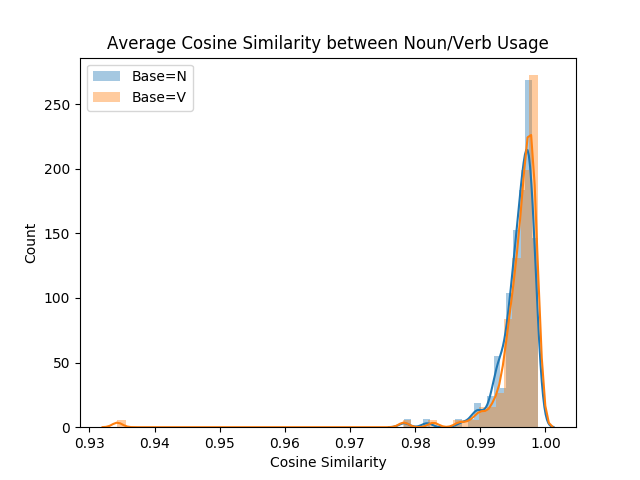 Average Cosine Similarity between Noun/Verb Usage
Base=N
Base=V
250
200
150
100
50
0
Count
0.93 0.94 0.95 0.96 0.97 0.98 0.99 1.00
Cosine Similarity